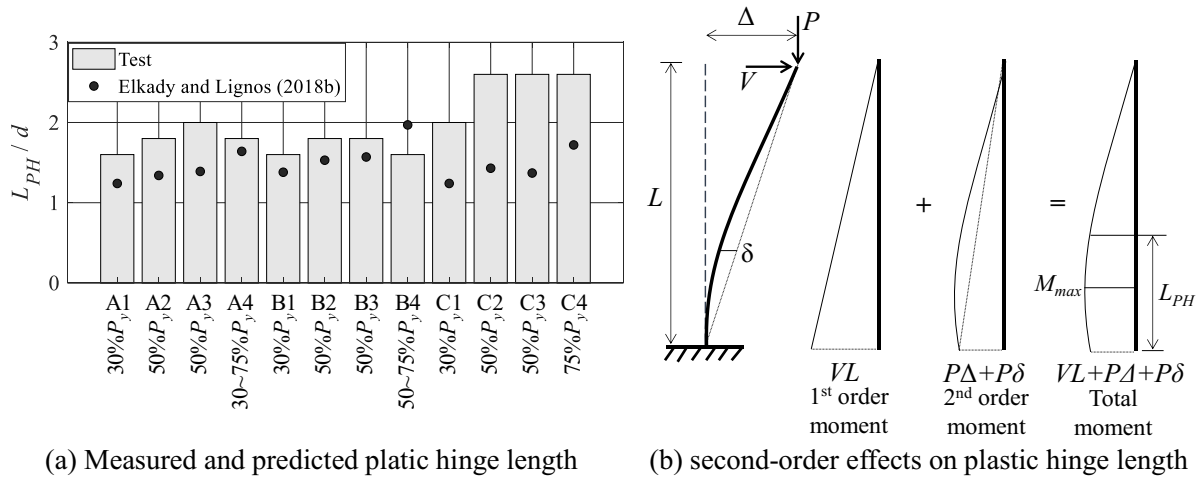 3
2
1
0
L_PH / d
Test
Elkady and Lignos (2018b)
A1 A2 A3 A4 B1 B2 B3 B4 C1 C2 C3 C4
30%P_y 50%P_y 50%P_y 30~75%P_y 30%P_y 50%P_y 50%P_y 50~75%P_y 30%P_y 50%P_y 50%P_y 75%P_y
(a) Measured and predicted platic hinge length
Δ
P
V
L
δ
+
=
M_max
L_PH
VL
1st order
moment
PΔ+Pδ
2nd order
moment
VL+PΔ+Pδ
Total
moment
(b) second-order effects on plastic hinge length